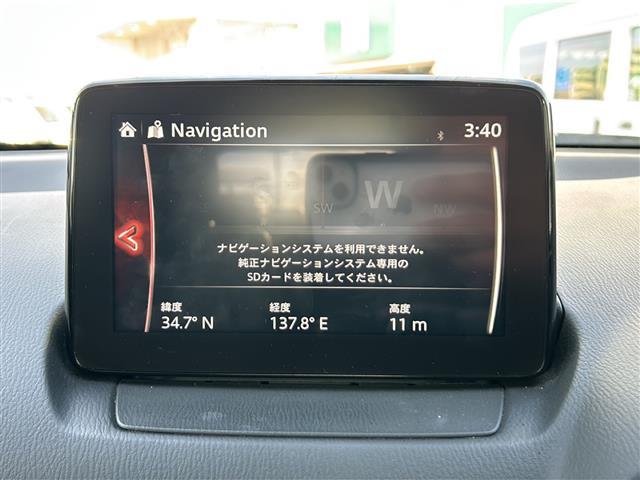 Navigation
3:40
S
SW
W
NW
ナビゲーションシステムを利用できません。
純正ナビゲーションシステム専用の
SDカードを装着してください。
緯度 経度 高度
34.7° N 137.8° E 11 m